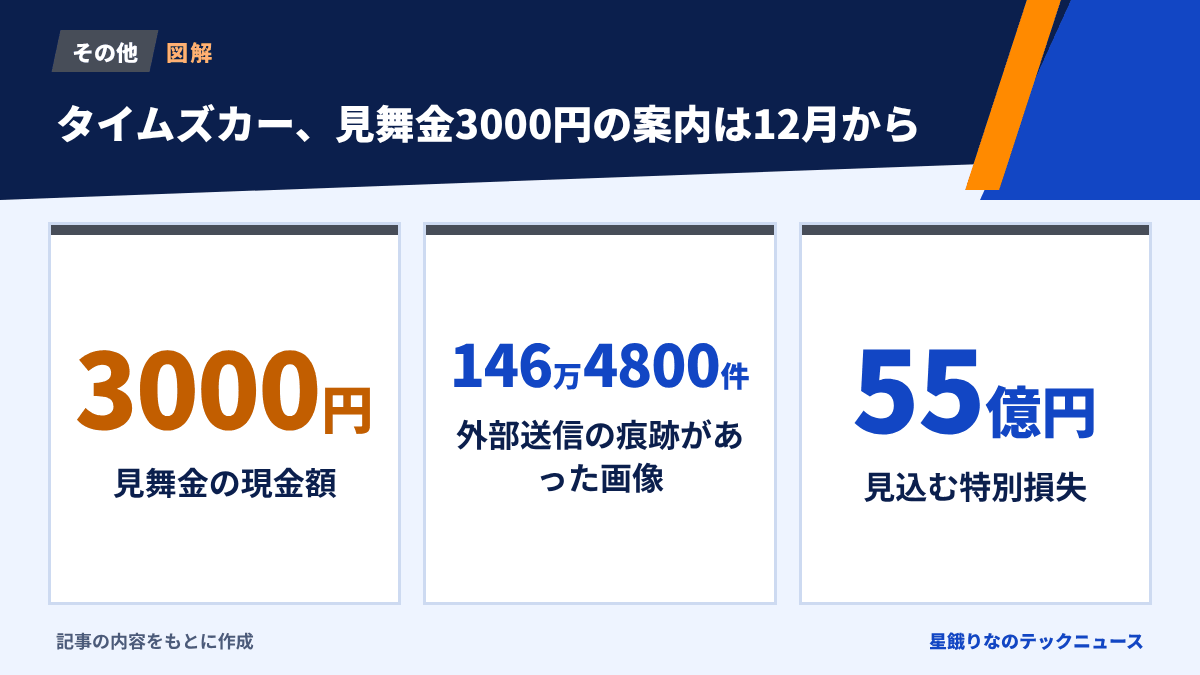 その他 図解
タイムズカー、見舞金3000円の案内は12月から
3000円
見舞金の現金額
146万4800件
外部送信の痕跡があ
った画像
55億円
見込む特別損失
記事の内容をもとに作成
星餓りなのテックニュース